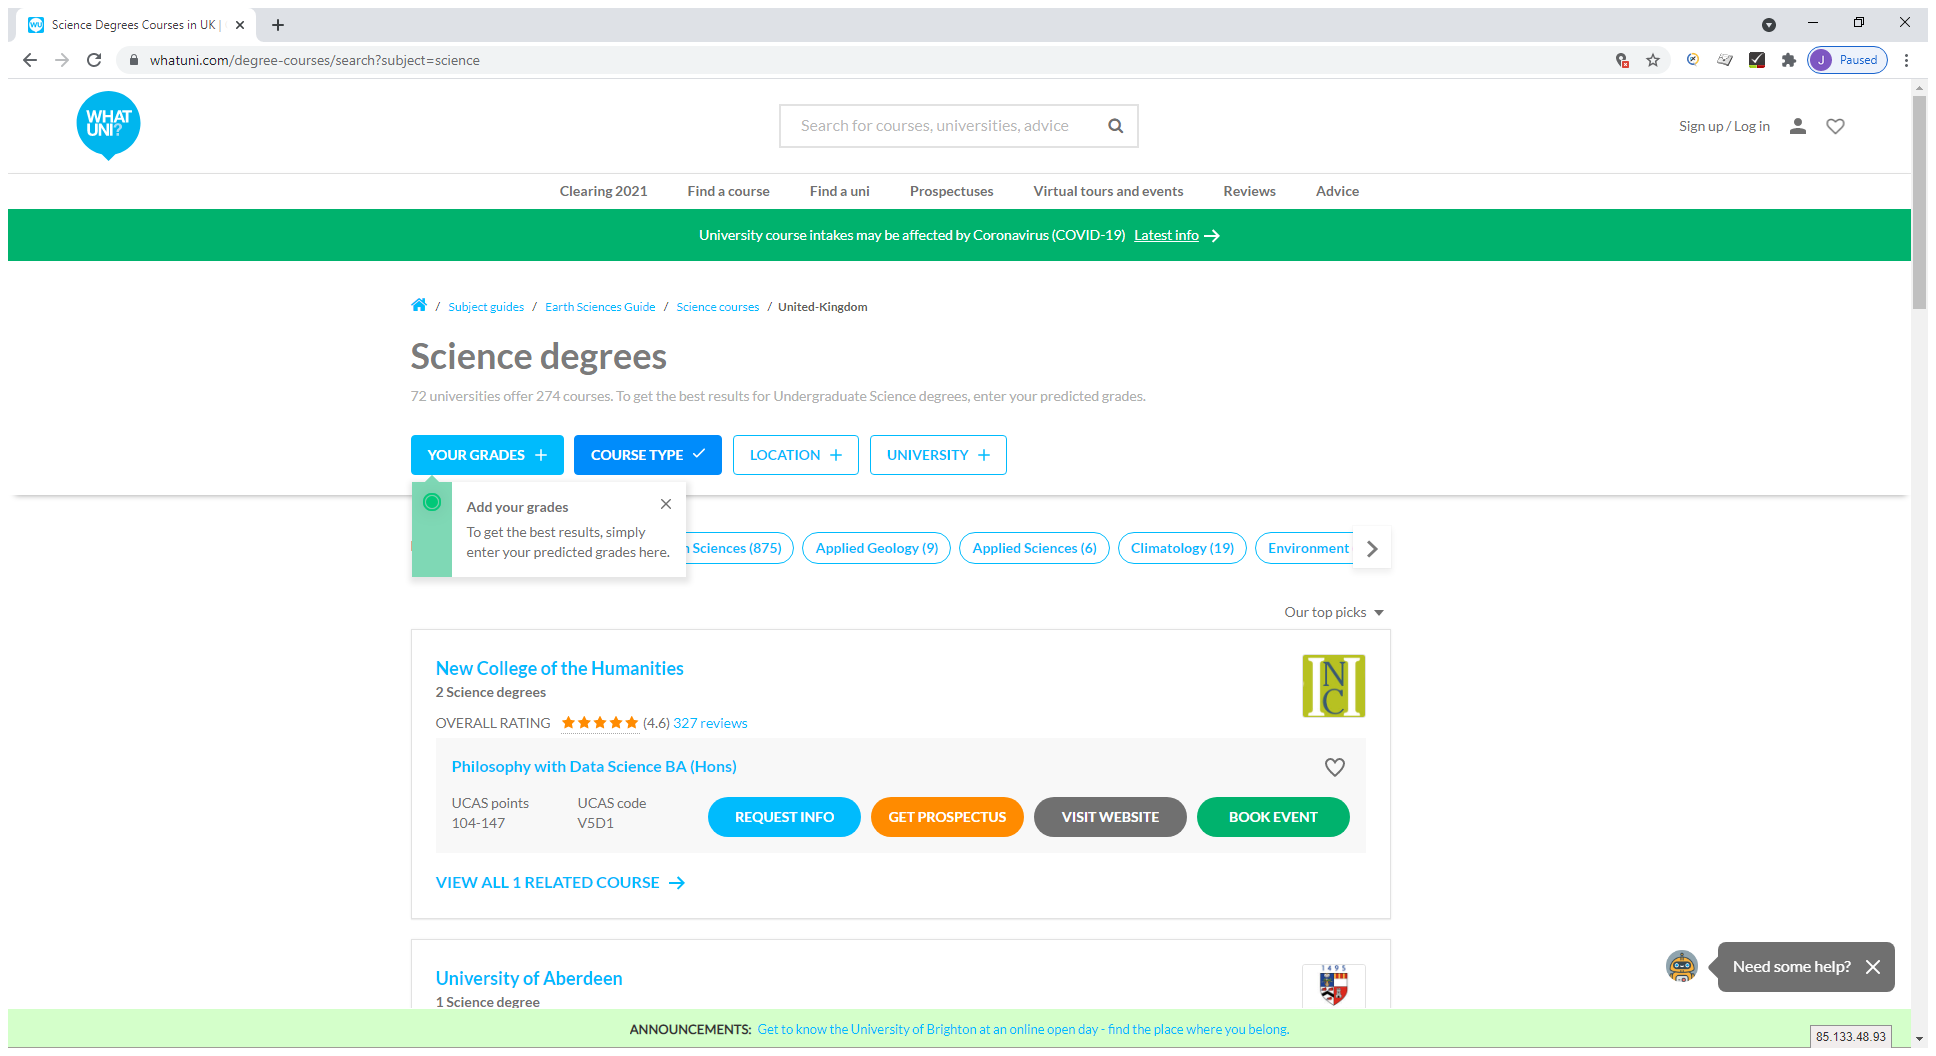 Science Degrees Courses in UK |
whatuni.com/degree-courses/search?subject=science
J Paused
WHAT
UNI?
Search for courses, universities, advice
Sign up / Log in
Clearing 2021 Find a course Find a uni Prospectuses Virtual tours and events Reviews Advice
University course intakes may be affected by Coronavirus (COVID-19) Latest info
/ Subject guides / Earth Sciences Guide / Science courses / United-Kingdom
Science degrees
72 universities offer 274 courses. To get the best results for Undergraduate Science degrees, enter your predicted grades.
YOUR GRADES COURSE TYPE LOCATION UNIVERSITY
Add your grades
To get the best results, simply
enter your predicted grades here.
Sciences (875) Applied Geology (9) Applied Sciences (6) Climatology (19) Environment
Our top picks
New College of the Humanities
2 Science degrees
NC
OVERALL RATING (4.6) 327 reviews
Philosophy with Data Science BA (Hons)
UCAS points UCAS code
104-147 V5D1
REQUEST INFO GET PROSPECTUS VISIT WEBSITE BOOK EVENT
VIEW ALL 1 RELATED COURSE
University of Aberdeen
1 Science degree
1495
Need some help?
ANNOUNCEMENTS: Get to know the University of Brighton at an online open day - find the place where you belong.
85.133.48.93